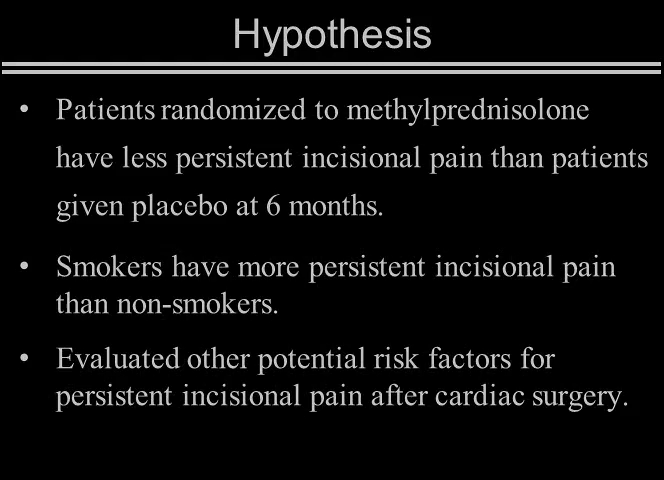 Hypothesis
• Patients randomized to methylprednisolone
have less persistent incisional pain than patients
given placebo at 6 months.
• Smokers have more persistent incisional pain
than non-smokers.
• Evaluated other potential risk factors for
persistent incisional pain after cardiac surgery.